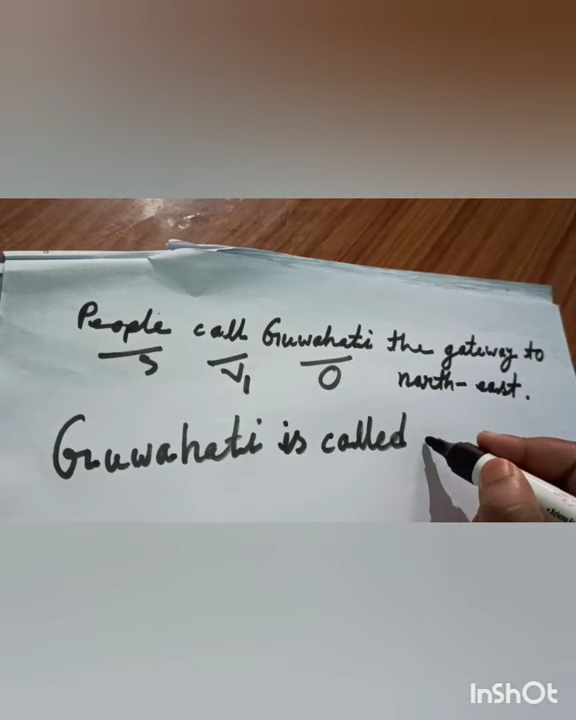 People call Guwahati the gateway to
S V1 O north-east.
Guwahati is called
InShOt